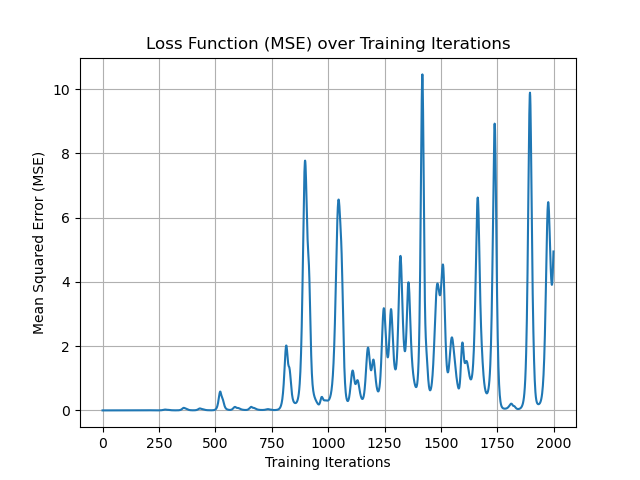 Loss Function (MSE) over Training Iterations
10
8
6
4
2
0
Mean Squared Error (MSE)
0 250 500 750 1000 1250 1500 1750 2000
Training Iterations